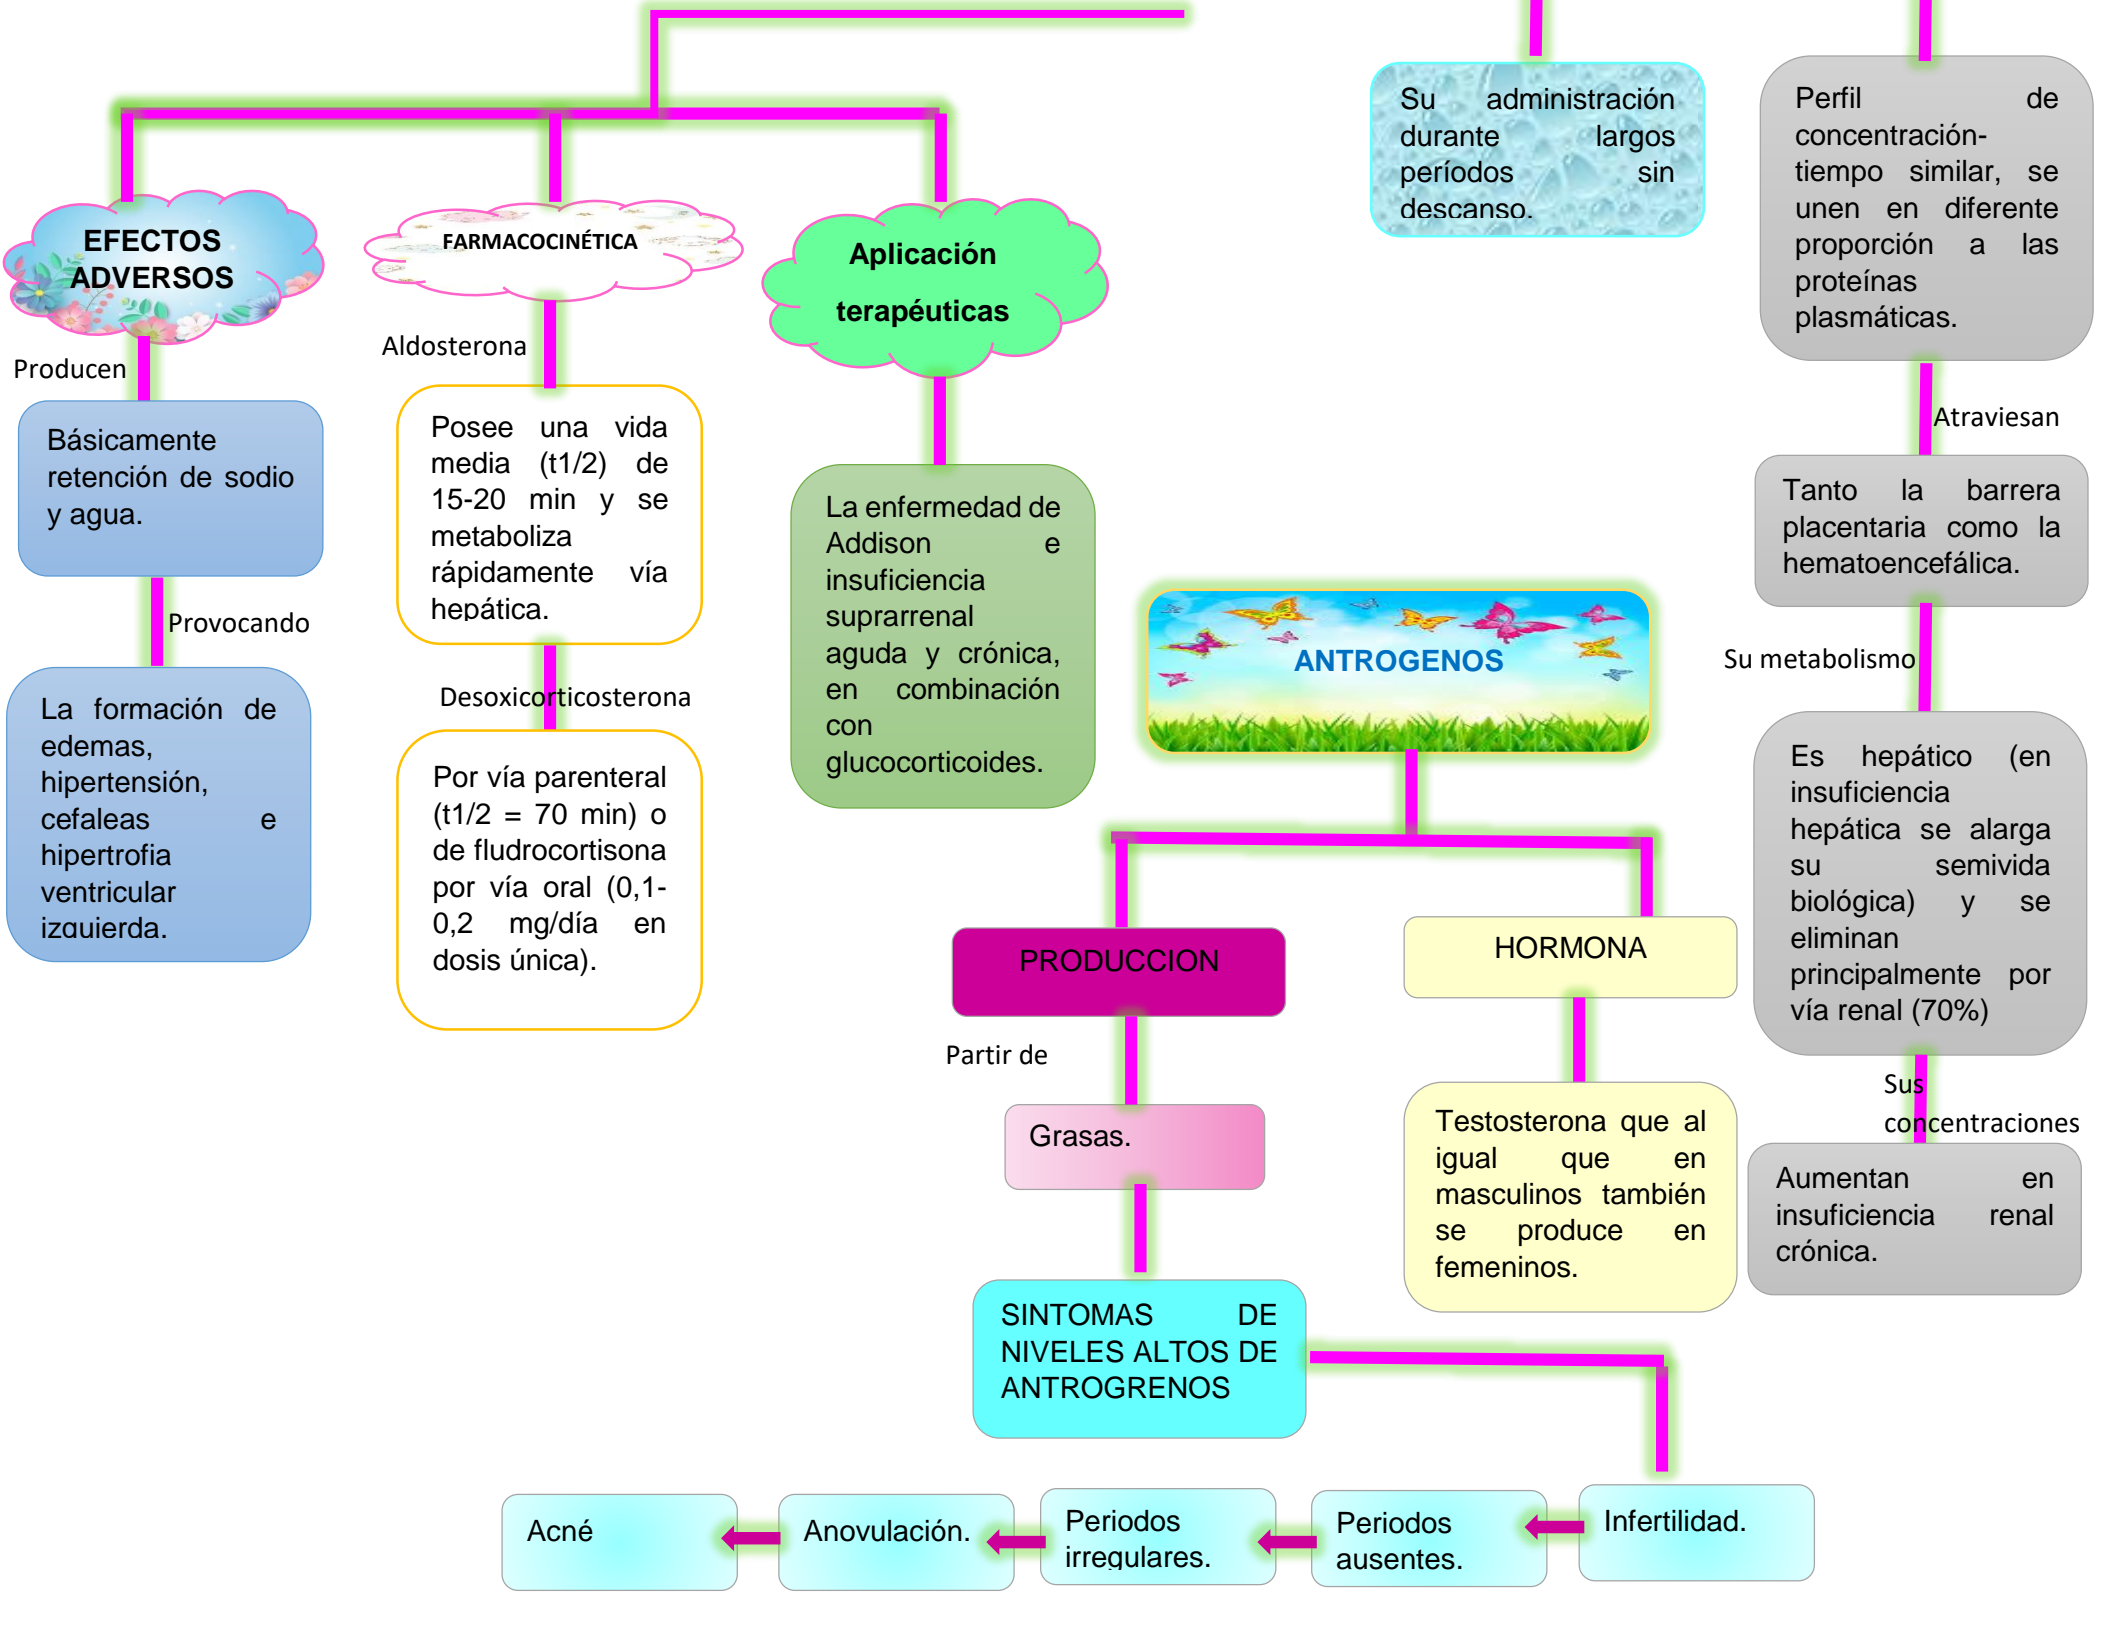 EFECTOS
ADVERSOS
Producen
Básicamente
retención de sodio
y agua.
Provocando
La formación de
edemas,
hipertensión,
cefaleas e
hipertrofia
ventricular
izquierda.
FARMACOCINÉTICA
Aldosterona
Posee una vida
media (t1/2) de
15-20 min y se
metaboliza
rápidamente vía
hepática.
Desoxicorticosterona
Por vía parenteral
(t1/2 = 70 min) o
de fludrocortisona
por vía oral (0,1-
0,2 mg/día en
dosis única).
Aplicación
terapéuticas
La enfermedad de
Addison e
insuficiencia
suprarrenal
aguda y crónica,
en combinación
con
glucocorticoides.
Su administración
durante largos
períodos sin
descanso.
Perfil de
concentración-
tiempo similar, se
unen en diferente
proporción a las
proteínas
plasmáticas.
Atraviesan
Tanto la barrera
placentaria como la
hematoencefálica.
Su metabolismo
Es hepático (en
insuficiencia
hepática se alarga
su semivida
biológica) y se
eliminan
principalmente por
vía renal (70%)
Sus
concentraciones
Aumentan en
insuficiencia renal
crónica.
ANTROGENOS
PRODUCCION
Partir de
Grasas.
HORMONA
Testosterona que al
igual que en
masculinos también
se produce en
femeninos.
SINTOMAS DE
NIVELES ALTOS DE
ANTROGRENOS
Acné
Anovulación.
Periodos
irregulares.
Periodos
ausentes.
Infertilidad.